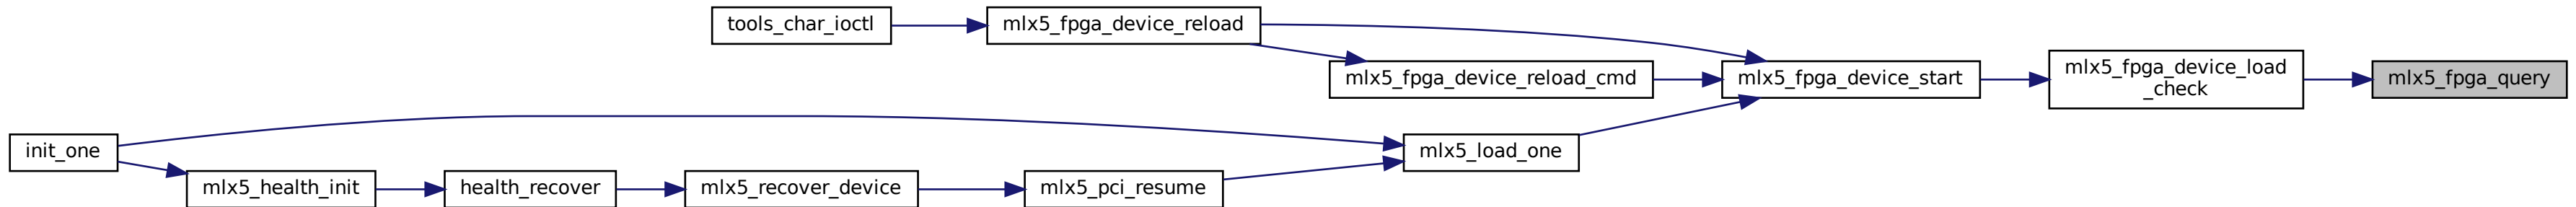 tools_char_ioctl
mlx5_fpga_device_reload
mlx5_fpga_device_reload_cmd
mlx5_fpga_device_start
mlx5_fpga_device_load
_check
mlx5_fpga_query
init_one
mlx5_load_one
mlx5_health_init
health_recover
mlx5_recover_device
mlx5_pci_resume